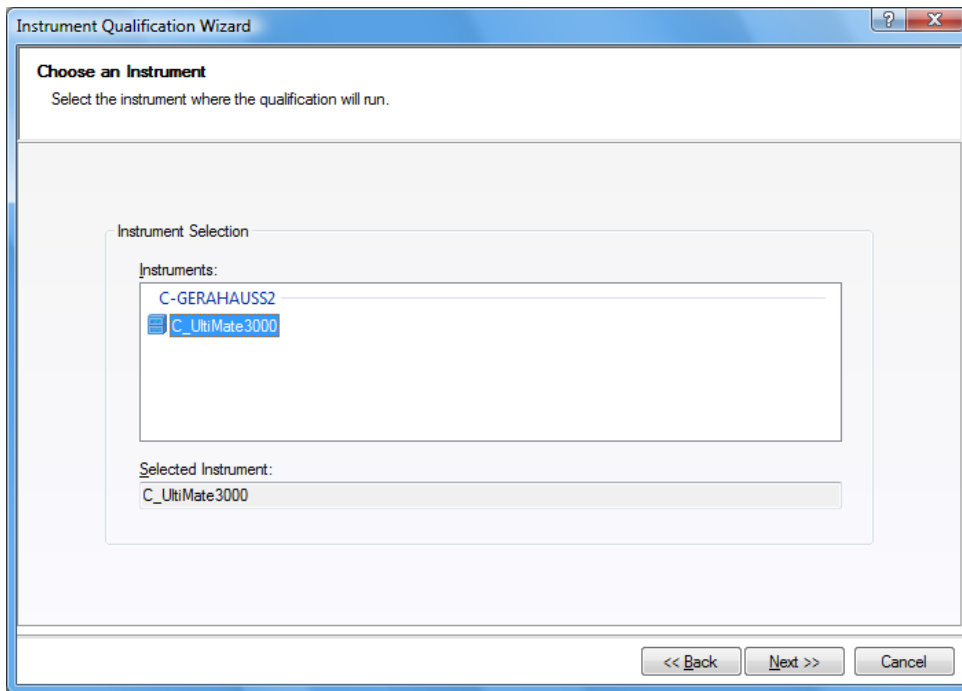 Instrument Qualification Wizard
?
X
Choose an Instrument
Select the instrument where the qualification will run.
Instrument Selection
Instruments:
C-GERAHAUSS2
C_UltiMate3000
Selected Instrument:
C_UltiMate3000
<< Back
Next >>
Cancel